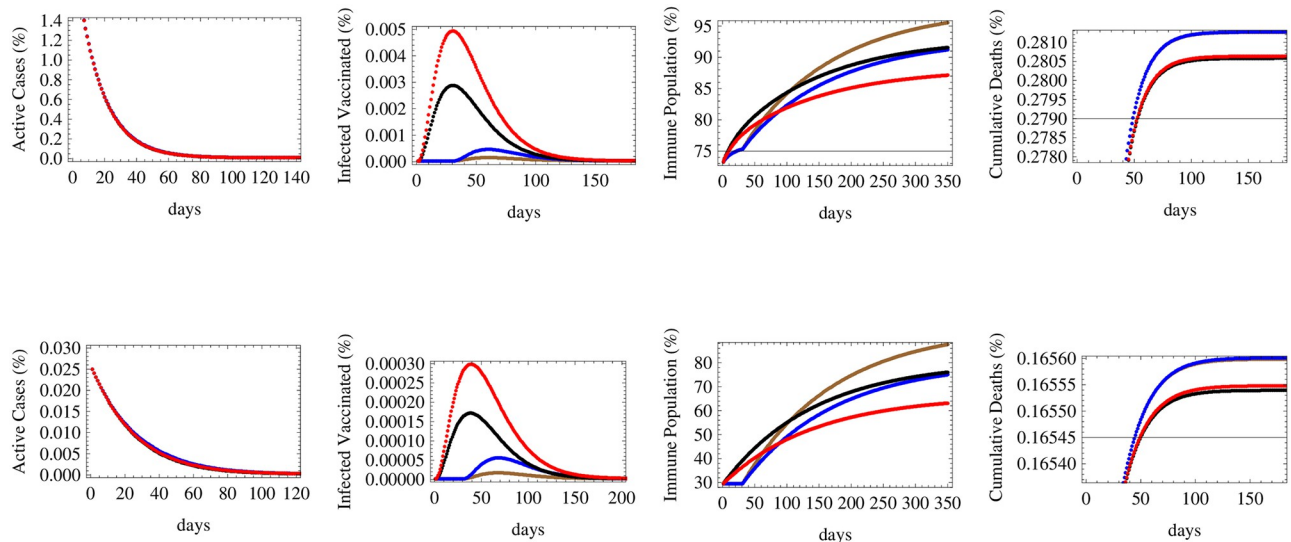 Active Cases (%)
1.4
1.2
1.0
0.8
0.6
0.4
0.2
0.0
0 20 40 60 80 100 120 140
days
Infected Vaccinated (%)
0.005
0.004
0.003
0.002
0.001
0.000
0 50 100 150
days
Immune Population (%)
95
90
85
80
75
0 50 100 150 200 250 300 350
days
Cumulative Deaths (%)
0.2810
0.2805
0.2790
0.2780
0 50 100 150
days
Active Cases (%)
0.030
0.025
0.020
0.015
0.010
0.005
0.000
0 20 40 60 80 100 120
days
Infected Vaccinated (%)
0.00030
0.00025
0.00020
0.00015
0.00010
0.00005
0.00000
0 50 100 150 200
days
Immune Population (%)
80
70
60
50
40
30
0 50 100 150 200 250 300 350
days
Cumulative Deaths (%)
0.16560
0.16555
0.16550
0.16545
0.16540
0 50 100 150
days